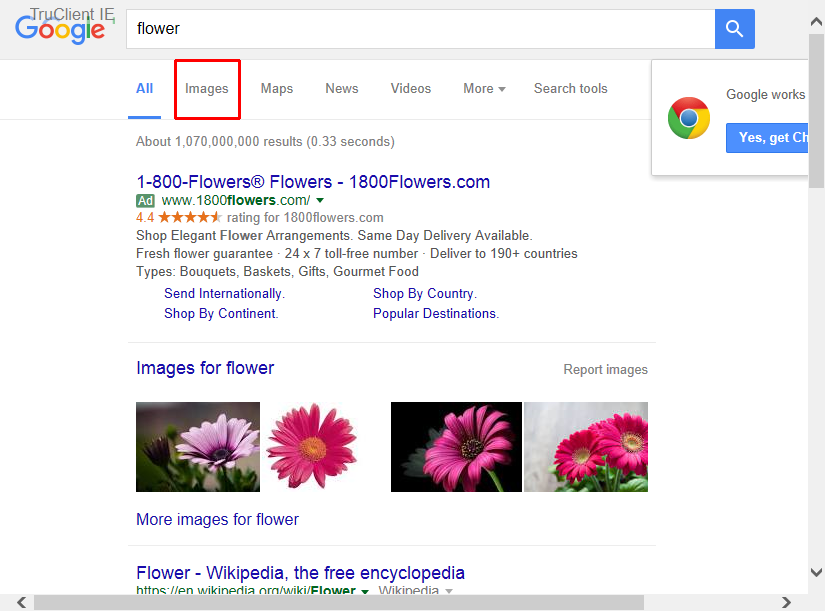 TruClient IE
Google
flower
All Images Maps News Videos More Search tools
Google works
Yes, get Ch
About 1,070,000,000 results (0.33 seconds)
1-800-Flowers® Flowers - 1800Flowers.com
Ad www.1800flowers.com/
4.4 rating for 1800flowers.com
Shop Elegant Flower Arrangements. Same Day Delivery Available.
Fresh flower guarantee · 24 x 7 toll-free number · Deliver to 190+ countries
Types: Bouquets, Baskets, Gifts, Gourmet Food
Send Internationally. Shop By Country.
Shop By Continent. Popular Destinations.
Images for flower Report images
More images for flower
Flower - Wikipedia, the free encyclopedia
https://en.wikipedia.org/wiki/Flower Wikipedia